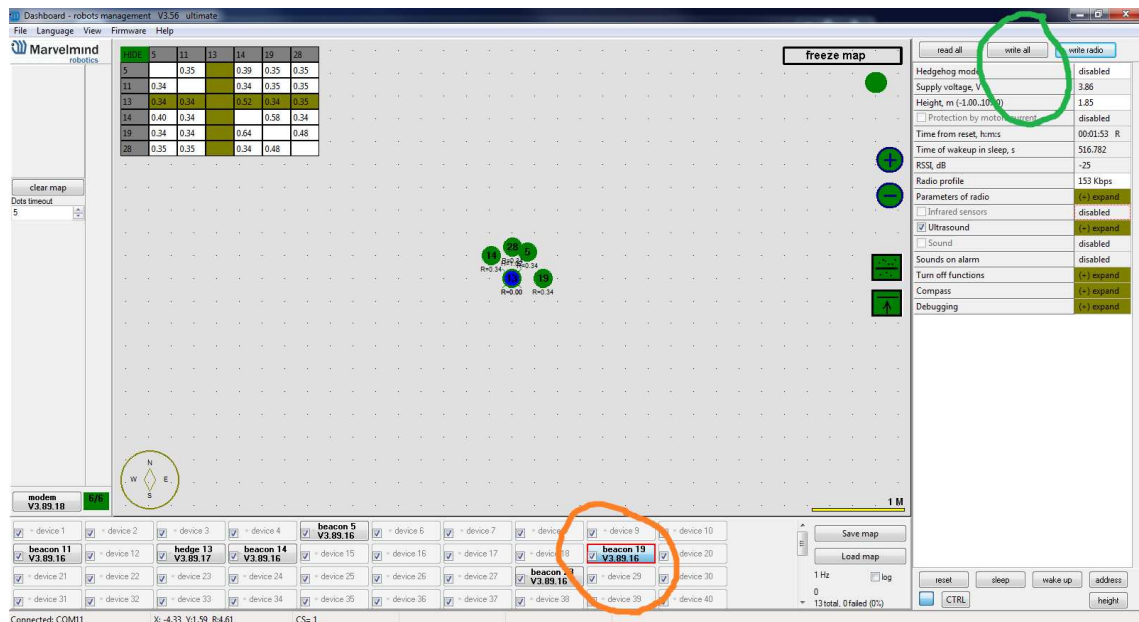 Dashboard - robots management V3.56 ultimate
File Language View Firmware Help
Marvelmind
robotics
HIDE 5 11 13 14 19 28
5 0.35 0.39 0.35 0.35
11 0.34 0.34 0.35 0.35
13 0.34 0.34 0.52 0.34 0.35
14 0.40 0.34 0.58 0.34
19 0.34 0.34 0.64 0.48
28 0.35 0.35 0.34 0.48
freeze map
clear map
Dots timeout
5
14 28 5
R=0.34
R=0.34
13 19
R=0.00 R=0.34
N
W E
S
1 M
modem
V3.89.18
6/6
read all write all write radio
Hedgehog mode disabled
Supply voltage, V 3.86
Height, m 1.85
Protection by motor current disabled
Time from reset, h:m:s 00:01:53 R
Time of wakeup in sleep, s 516.782
RSSI, dB -25
Radio profile 153 Kbps
Parameters of radio (+) expand
Infrared sensors disabled
Ultrasound (+) expand
Sound disabled
Sounds on alarm disabled
Turn off functions (+) expand
Compass (+) expand
Debugging (+) expand
device 1 device 2 device 3 device 4 beacon 5 V3.89.16 device 6 device 7 device device 9 device 10
beacon 11 V3.89.16 device 12 hedge 13 V3.89.17 beacon 14 V3.89.16 device 15 device 16 device 17 device 18 beacon 19 V3.89.16 device 20
device 21 device 22 device 23 device 24 device 25 device 26 device 27 beacon 28 V3.89.16 device 29 device 30
device 31 device 32 device 33 device 34 device 35 device 36 device 37 device 38 device 39 device 40
Save map
Load map
1 Hz log
0
13 total, 0 failed (0%)
reset sleep wake up address
CTRL height
Connected: COM11 X: -4.33 Y:1.59 R:4.61 CS= 1